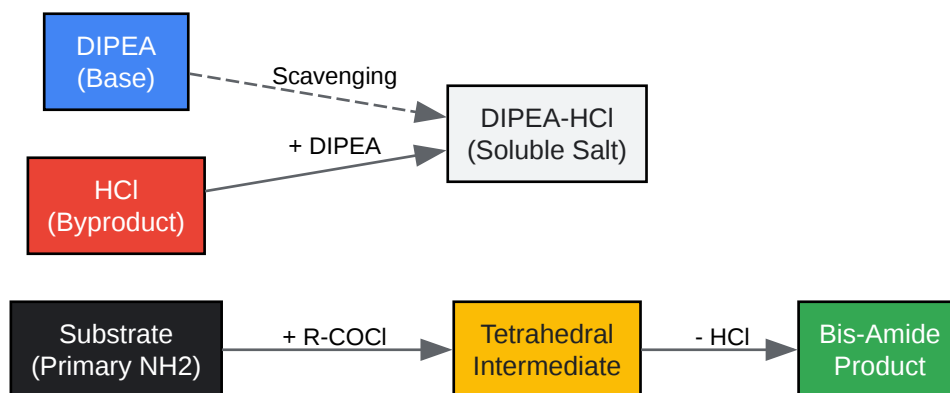 DIPEA
(Base)
Scavenging
DIPEA-HCl
(Soluble Salt)
+ DIPEA
HCl
(Byproduct)
Substrate
(Primary NH2)
+ R-COCl
Tetrahedral
Intermediate
- HCl
Bis-Amide
Product